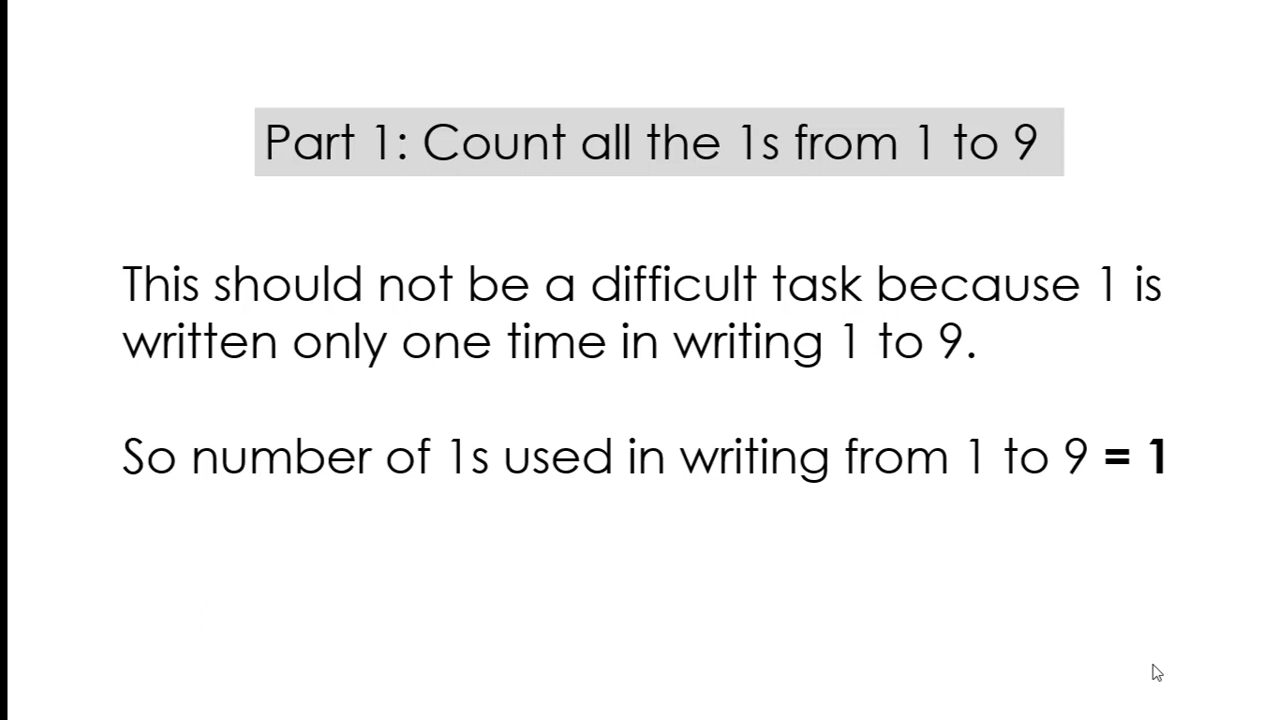 Part 1: Count all the 1s from 1 to 9
This should not be a difficult task because 1 is
written only one time in writing 1 to 9.
So number of 1s used in writing from 1 to 9 = 1